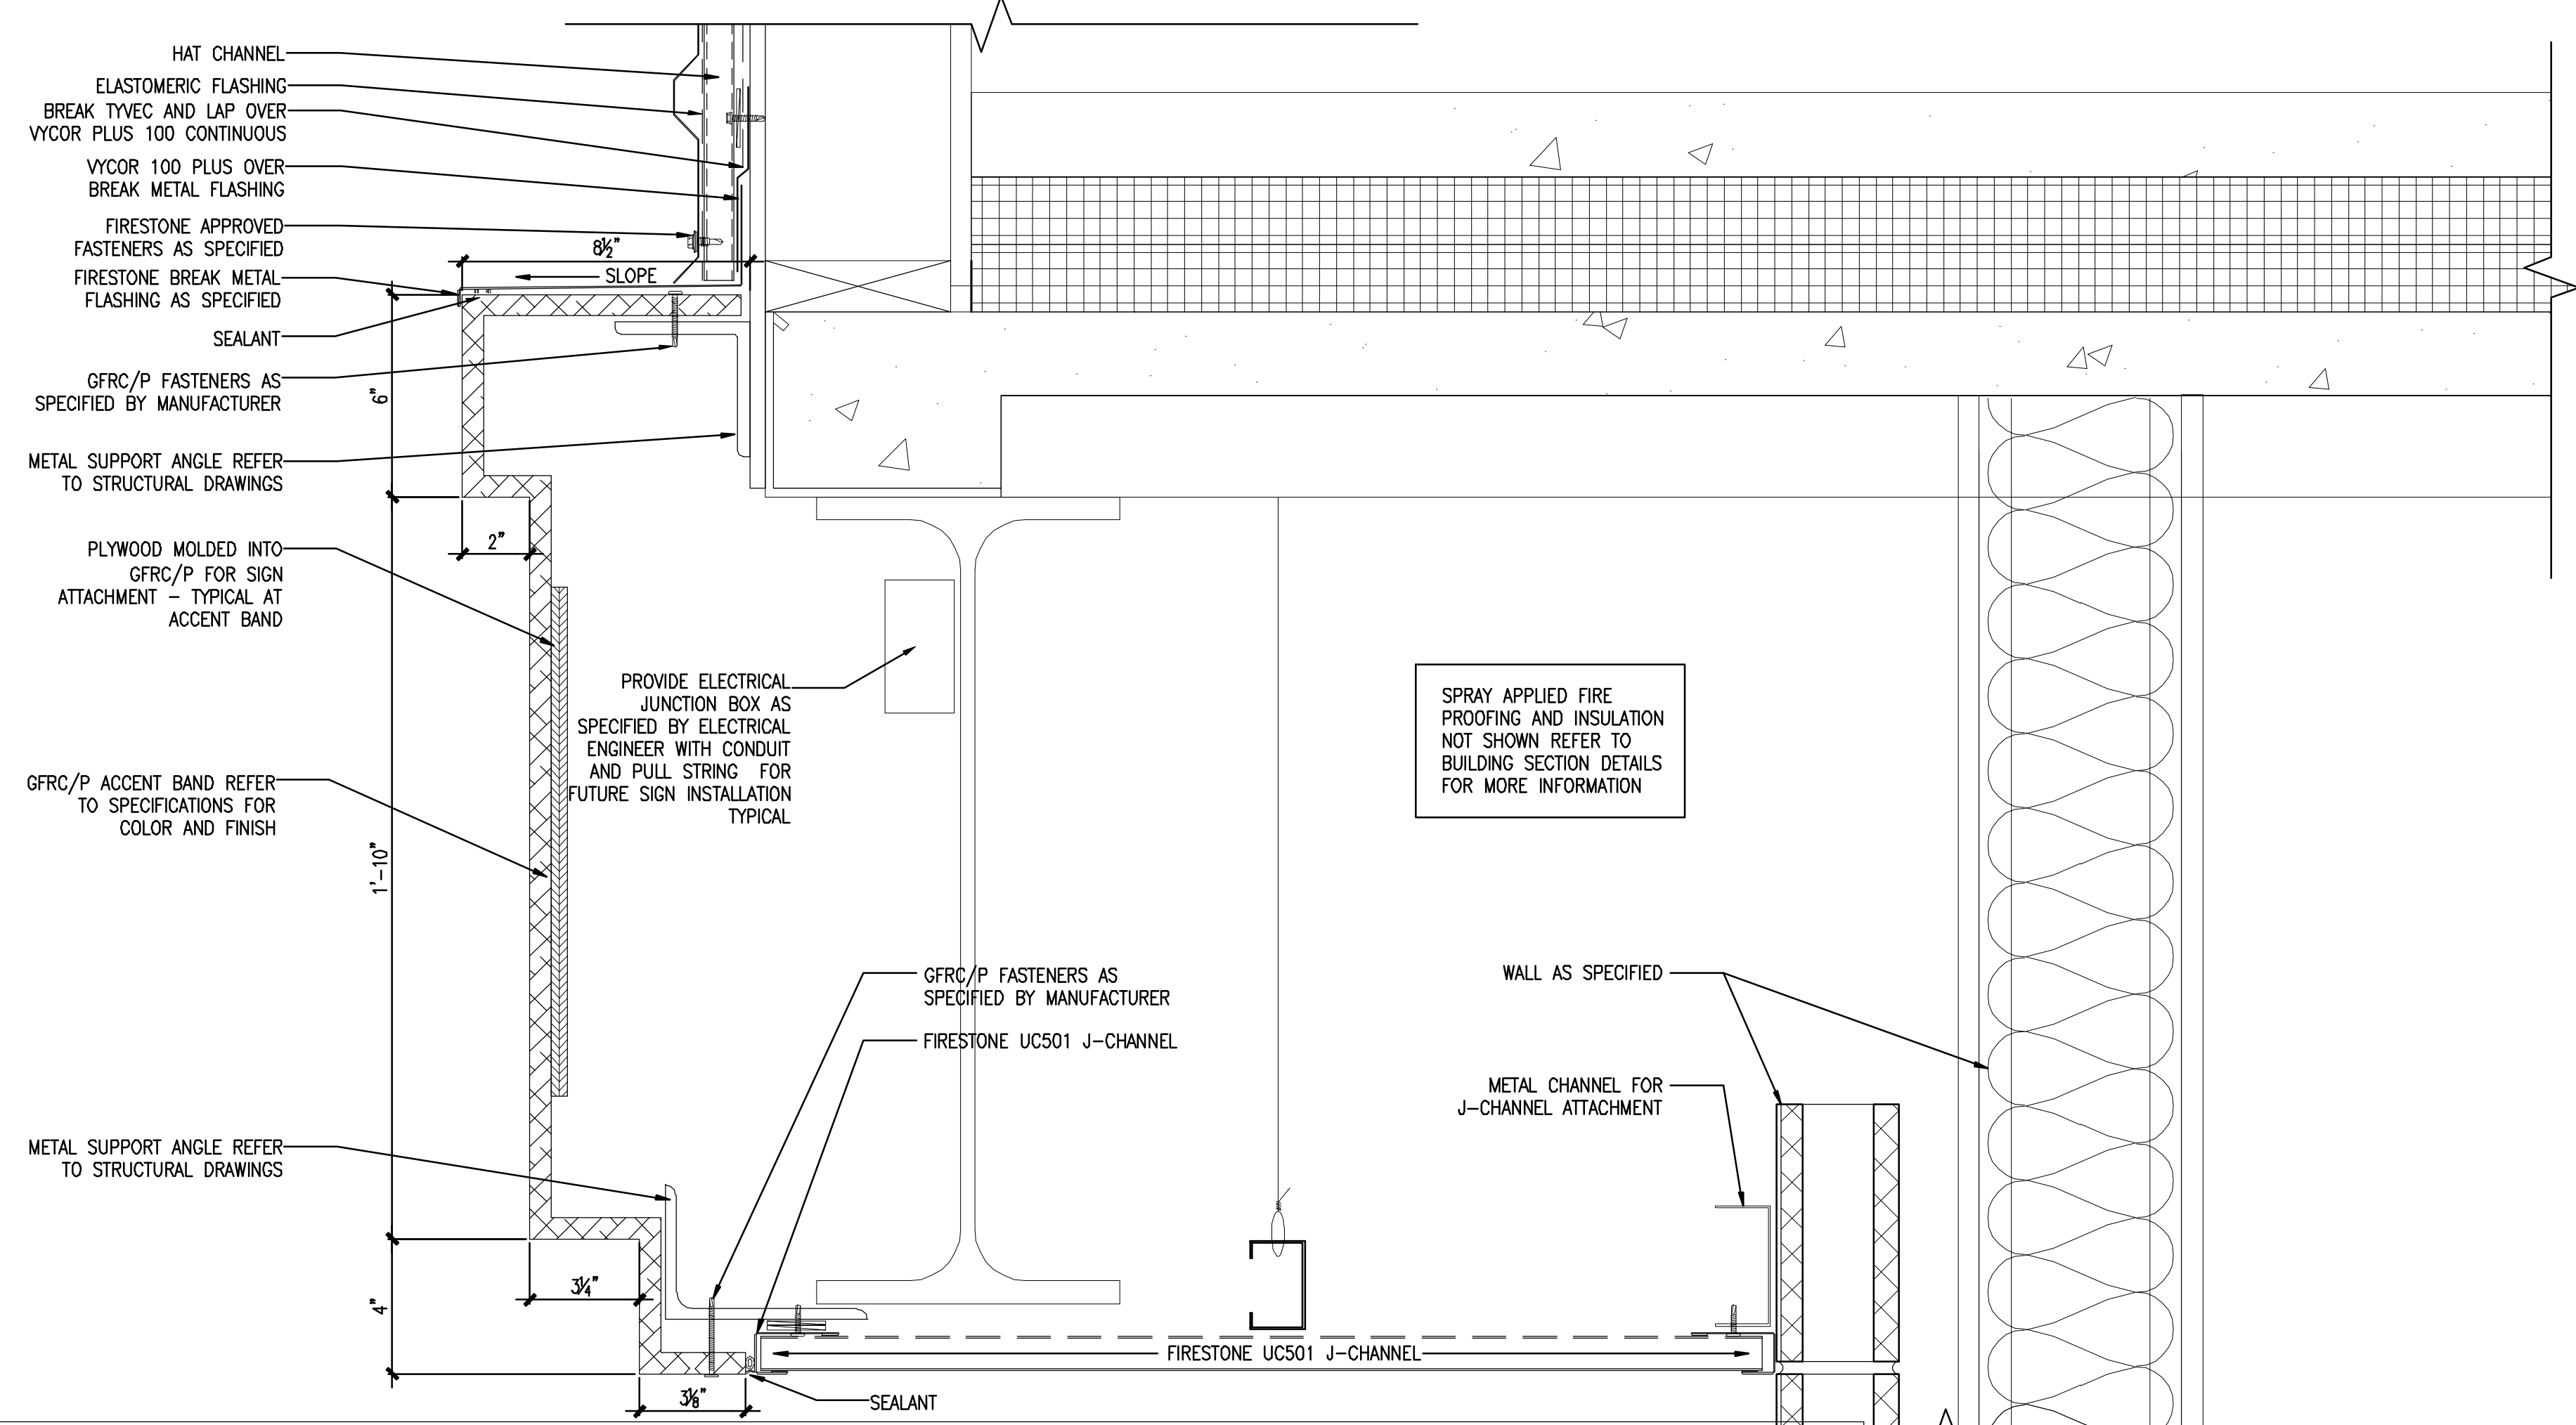 HAT CHANNEL
ELASTOMERIC FLASHING
BREAK TYVEC AND LAP OVER
VYCOR PLUS 100 CONTINUOUS
VYCOR 100 PLUS OVER
BREAK METAL FLASHING
FIRESTONE APPROVED
FASTENERS AS SPECIFIED
8½"
SLOPE
FIRESTONE BREAK METAL
FLASHING AS SPECIFIED
SEALANT
GFRC/P FASTENERS AS
SPECIFIED BY MANUFACTURER
6"
METAL SUPPORT ANGLE REFER
TO STRUCTURAL DRAWINGS
2"
PLYWOOD MOLDED INTO
GFRC/P FOR SIGN
ATTACHMENT – TYPICAL AT
ACCENT BAND
PROVIDE ELECTRICAL
JUNCTION BOX AS
SPECIFIED BY ELECTRICAL
ENGINEER WITH CONDUIT
AND PULL STRING FOR
FUTURE SIGN INSTALLATION
TYPICAL
SPRAY APPLIED FIRE
PROOFING AND INSULATION
NOT SHOWN REFER TO
BUILDING SECTION DETAILS
FOR MORE INFORMATION
GFRC/P ACCENT BAND REFER
TO SPECIFICATIONS FOR
COLOR AND FINISH
1'-10"
GFRC/P FASTENERS AS
SPECIFIED BY MANUFACTURER
FIRESTONE UC501 J-CHANNEL
WALL AS SPECIFIED
METAL CHANNEL FOR
J-CHANNEL ATTACHMENT
METAL SUPPORT ANGLE REFER
TO STRUCTURAL DRAWINGS
3¼"
4"
FIRESTONE UC501 J-CHANNEL
3⅛"
SEALANT